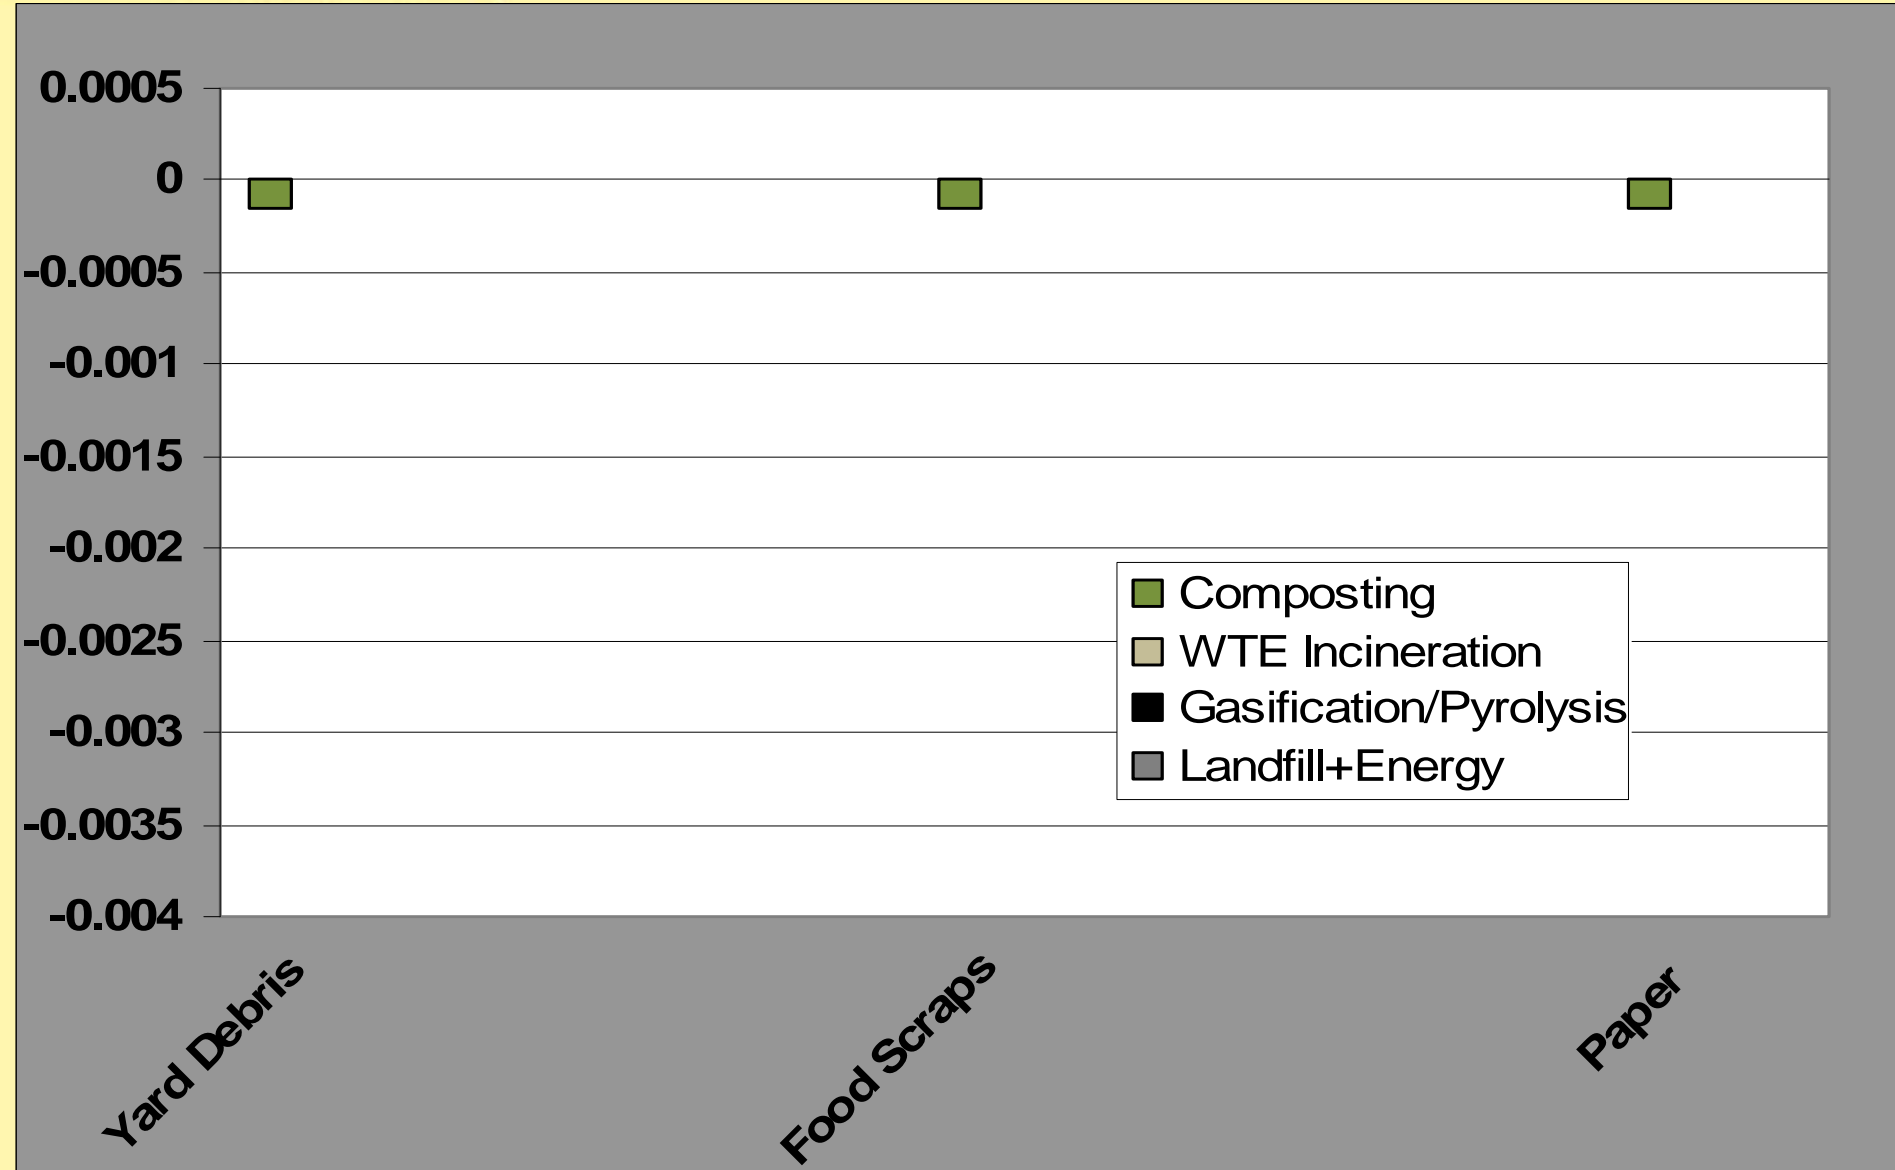 0.0005
0
-0.0005
-0.001
-0.0015
-0.002
-0.0025
-0.003
-0.0035
-0.004
Composting
WTE Incineration
Gasification/Pyrolysis
Landfill+Energy
Yard Debris
Food Scraps
Paper